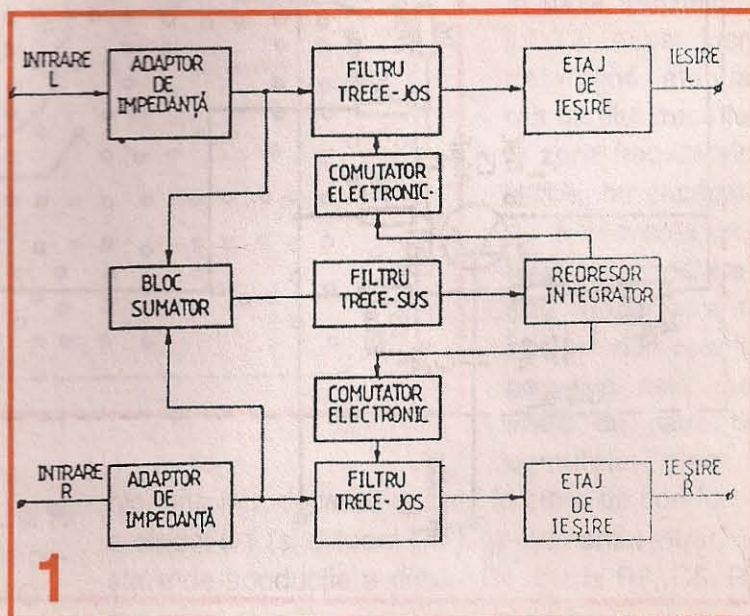 INTRARE
L
ADAPTOR
DE
IMPEDANȚĂ
FILTRU
TRECE-JOS
ETAJ
DE
IEȘIRE
IEȘIRE
L
COMUTATOR
ELECTRONIC
BLOC
SUMATOR
FILTRU
TRECE-SUS
REDRESOR
INTEGRATOR
COMUTATOR
ELECTRONIC
INTRARE
R
ADAPTOR
DE
IMPEDANȚĂ
FILTRU
TRECE-JOS
ETAJ
DE
IEȘIRE
IEȘIRE
R
1